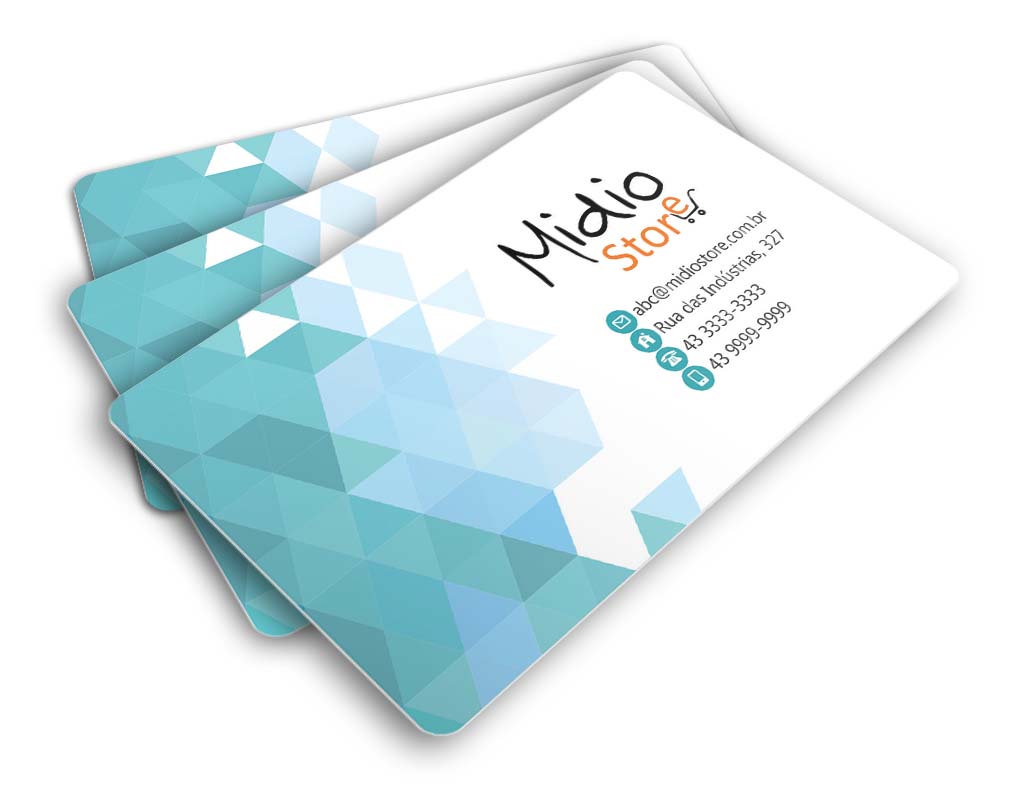 Midio
Store
abc@midiostore.com.br
Rua das Indústrias, 327
43 3333-3333
43 9999-9999